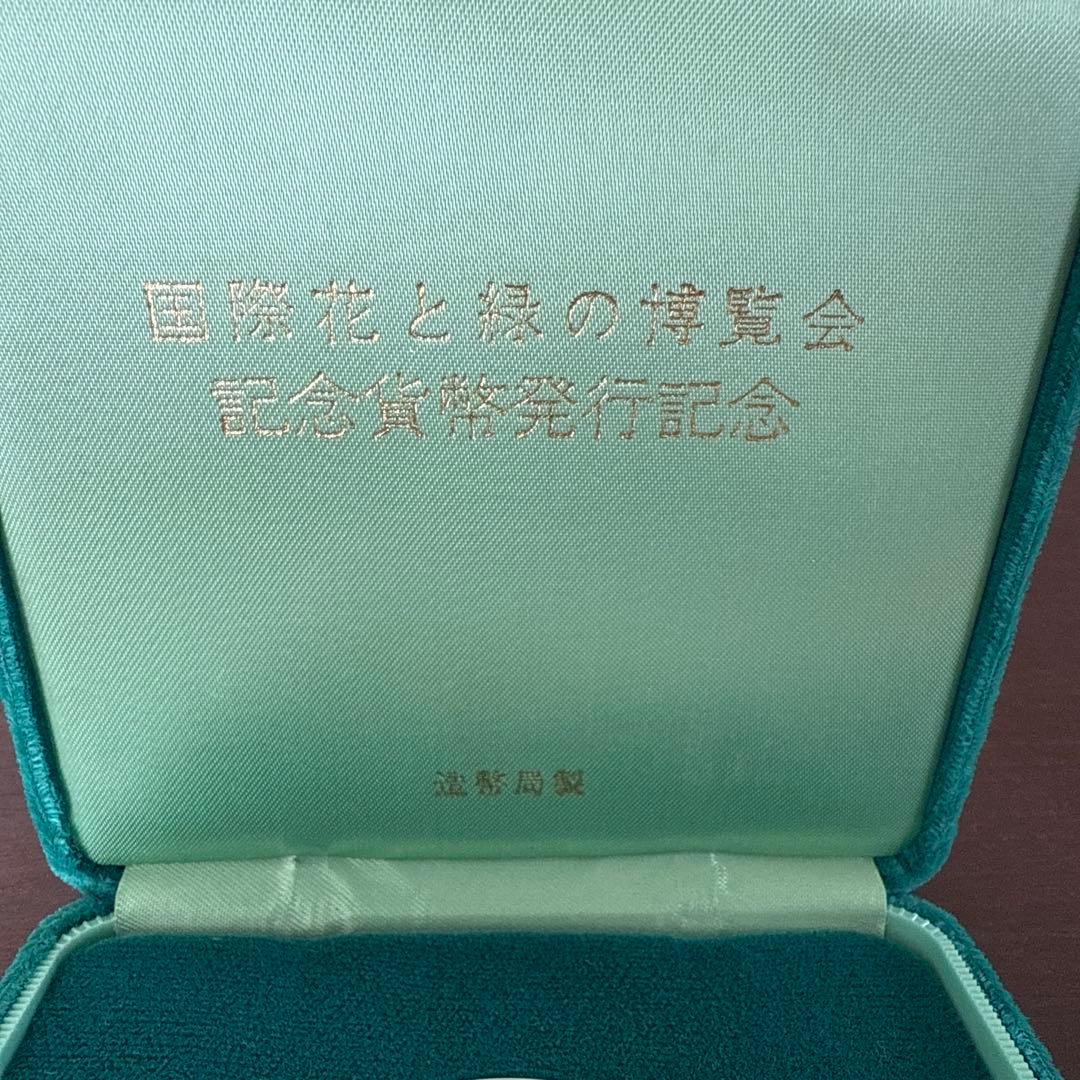 国際花と緑の博覧会
記念貨幣発行記念
造幣局製